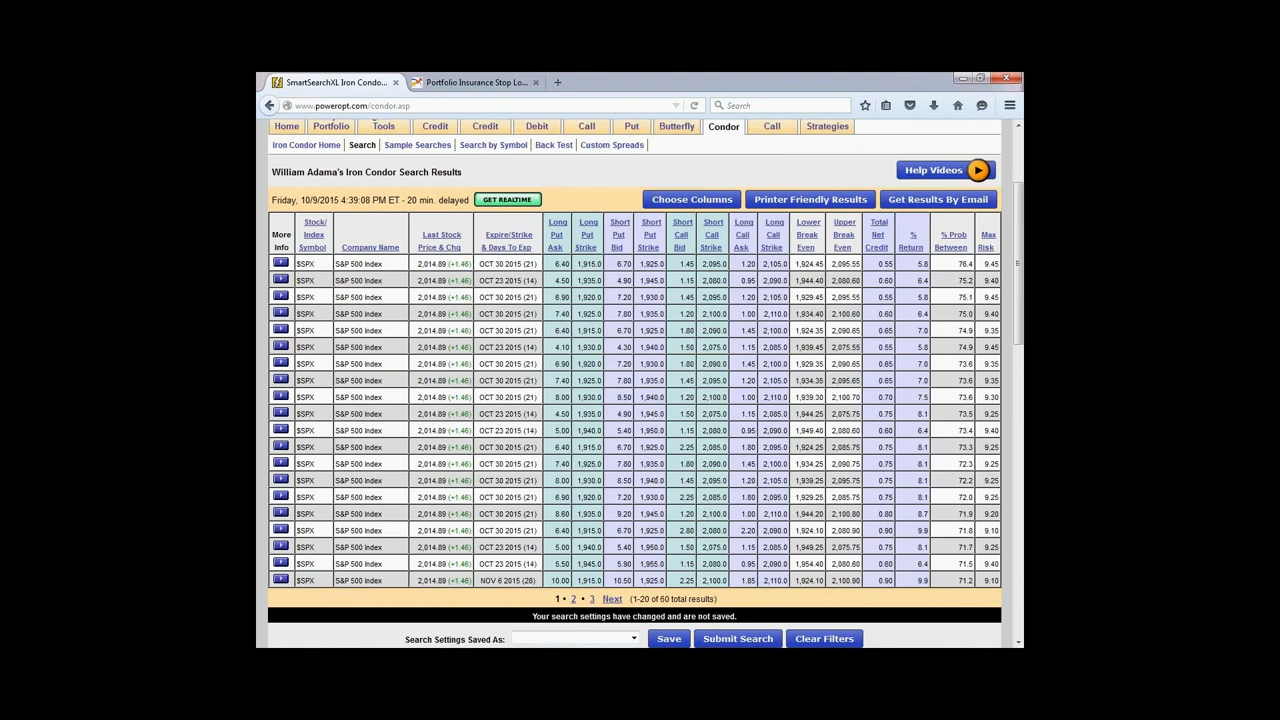 SmartSearchXL Iron Condo... × Portfolio Insurance Stop Lo... × +
www.poweropt.com/condor.asp Search
Home Portfolio Tools Credit Credit Debit Call Put Butterfly Condor Call Strategies
Iron Condor Home Search Sample Searches Search by Symbol Back Test Custom Spreads
William Adama's Iron Condor Search Results Help Videos
Friday, 10/9/2015 4:39:08 PM ET - 20 min. delayed GET REALTIME Choose Columns Printer Friendly Results Get Results By Email
Stock/ Long Long Short Short Short Short Long Long Lower Upper Total
More Index Last Stock Expire/Strike Put Put Put Put Call Call Call Call Break Break Net % % Prob Max
Info Symbol Company Name Price & Chg & Days To Exp Ask Strike Bid Strike Bid Strike Ask Strike Even Even Credit Return Between Risk
$SPX S&P 500 Index 2,014.89 (+1.46) OCT 30 2015 (21) 6.40 1,915.0 6.70 1,925.0 1.45 2,095.0 1.20 2,105.0 1,924.45 2,095.55 0.55 5.8 76.4 9.45
$SPX S&P 500 Index 2,014.89 (+1.46) OCT 23 2015 (14) 4.50 1,935.0 4.90 1,945.0 1.15 2,080.0 0.95 2,090.0 1,944.40 2,080.60 0.60 6.4 75.2 9.40
$SPX S&P 500 Index 2,014.89 (+1.46) OCT 30 2015 (21) 6.90 1,920.0 7.20 1,930.0 1.45 2,095.0 1.20 2,105.0 1,929.45 2,095.55 0.55 5.8 75.1 9.45
$SPX S&P 500 Index 2,014.89 (+1.46) OCT 30 2015 (21) 7.40 1,925.0 7.80 1,935.0 1.20 2,100.0 1.00 2,110.0 1,934.40 2,100.60 0.60 6.4 75.0 9.40
$SPX S&P 500 Index 2,014.89 (+1.46) OCT 30 2015 (21) 6.40 1,915.0 6.70 1,925.0 1.80 2,090.0 1.45 2,100.0 1,924.35 2,090.65 0.65 7.0 74.9 9.35
$SPX S&P 500 Index 2,014.89 (+1.46) OCT 23 2015 (14) 4.10 1,930.0 4.30 1,940.0 1.50 2,075.0 1.15 2,085.0 1,939.45 2,075.55 0.55 5.8 74.9 9.45
$SPX S&P 500 Index 2,014.89 (+1.46) OCT 30 2015 (21) 6.90 1,920.0 7.20 1,930.0 1.80 2,090.0 1.45 2,100.0 1,929.35 2,090.65 0.65 7.0 73.6 9.35
$SPX S&P 500 Index 2,014.89 (+1.46) OCT 30 2015 (21) 7.40 1,925.0 7.80 1,935.0 1.45 2,095.0 1.20 2,105.0 1,934.35 2,095.65 0.65 7.0 73.6 9.35
$SPX S&P 500 Index 2,014.89 (+1.46) OCT 30 2015 (21) 8.00 1,930.0 8.50 1,940.0 1.20 2,100.0 1.00 2,110.0 1,939.30 2,100.70 0.70 7.5 73.6 9.30
$SPX S&P 500 Index 2,014.89 (+1.46) OCT 23 2015 (14) 4.50 1,935.0 4.90 1,945.0 1.50 2,075.0 1.15 2,085.0 1,944.25 2,075.75 0.75 8.1 73.5 9.25
$SPX S&P 500 Index 2,014.89 (+1.46) OCT 23 2015 (14) 5.00 1,940.0 5.40 1,950.0 1.15 2,080.0 0.95 2,090.0 1,949.40 2,080.60 0.60 6.4 73.4 9.40
$SPX S&P 500 Index 2,014.89 (+1.46) OCT 30 2015 (21) 6.40 1,915.0 6.70 1,925.0 2.25 2,085.0 1.80 2,095.0 1,924.25 2,085.75 0.75 8.1 73.3 9.25
$SPX S&P 500 Index 2,014.89 (+1.46) OCT 30 2015 (21) 7.40 1,925.0 7.80 1,935.0 1.80 2,090.0 1.45 2,100.0 1,934.25 2,090.75 0.75 8.1 72.3 9.25
$SPX S&P 500 Index 2,014.89 (+1.46) OCT 30 2015 (21) 8.00 1,930.0 8.50 1,940.0 1.45 2,095.0 1.20 2,105.0 1,939.25 2,095.75 0.75 8.1 72.2 9.25
$SPX S&P 500 Index 2,014.89 (+1.46) OCT 30 2015 (21) 6.90 1,920.0 7.20 1,930.0 2.25 2,085.0 1.80 2,095.0 1,929.25 2,085.75 0.75 8.1 72.0 9.25
$SPX S&P 500 Index 2,014.89 (+1.46) OCT 30 2015 (21) 8.60 1,935.0 9.20 1,945.0 1.20 2,100.0 1.00 2,110.0 1,944.20 2,100.80 0.80 8.7 71.9 9.20
$SPX S&P 500 Index 2,014.89 (+1.46) OCT 30 2015 (21) 6.40 1,915.0 6.70 1,925.0 2.80 2,080.0 2.20 2,090.0 1,924.10 2,080.90 0.90 9.9 71.8 9.10
$SPX S&P 500 Index 2,014.89 (+1.46) OCT 23 2015 (14) 5.00 1,940.0 5.40 1,950.0 1.50 2,075.0 1.15 2,085.0 1,949.25 2,075.75 0.75 8.1 71.7 9.25
$SPX S&P 500 Index 2,014.89 (+1.46) OCT 23 2015 (14) 5.50 1,945.0 5.90 1,955.0 1.15 2,080.0 0.95 2,090.0 1,954.40 2,080.60 0.60 6.4 71.5 9.40
$SPX S&P 500 Index 2,014.89 (+1.46) NOV 6 2015 (28) 10.00 1,915.0 10.50 1,925.0 2.25 2,100.0 1.85 2,110.0 1,924.10 2,100.90 0.90 9.9 71.2 9.10
1 • 2 • 3 Next (1-20 of 60 total results)
Your search settings have changed and are not saved.
Search Settings Saved As: Save Submit Search Clear Filters